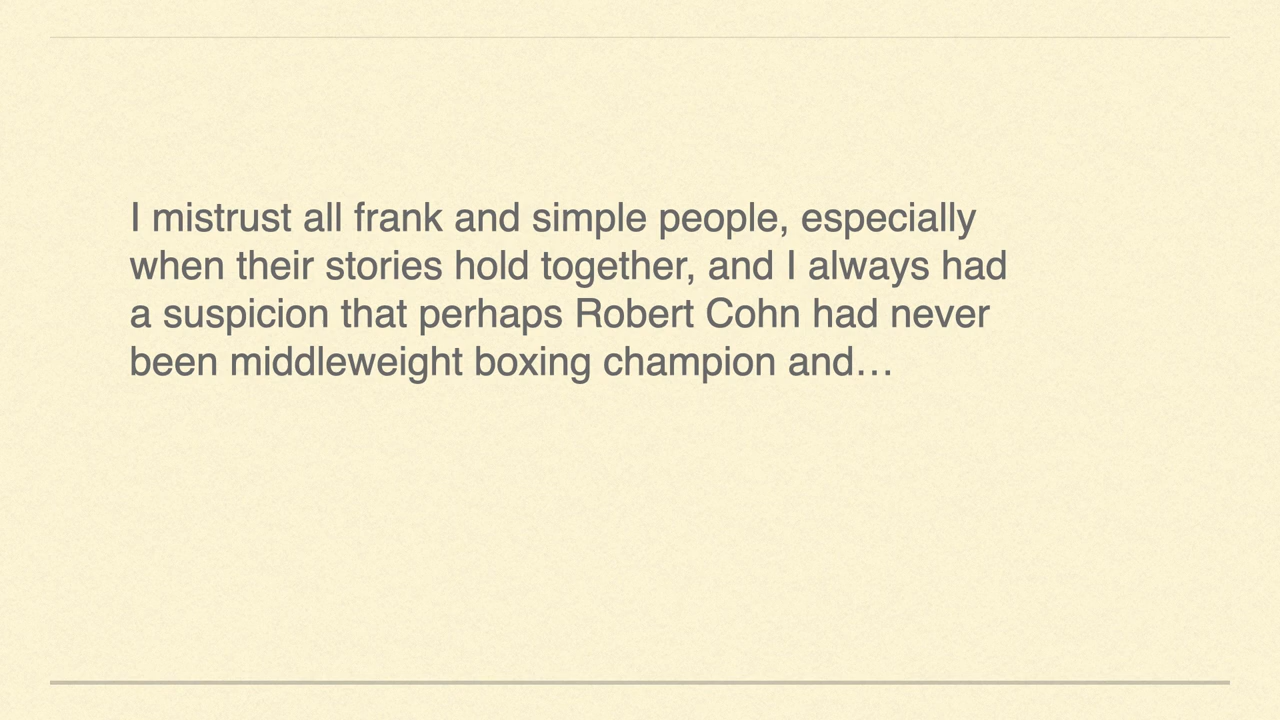 I mistrust all frank and simple people, especially
when their stories hold together, and I always had
a suspicion that perhaps Robert Cohn had never
been middleweight boxing champion and…